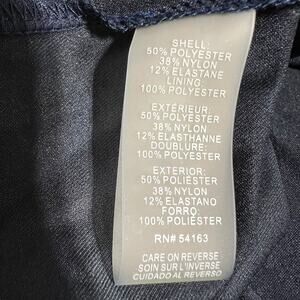 SHELL:
50% POLYESTER
38% NYLON
12% ELASTANE
LINING:
100% POLYESTER
EXTÉRIEUR:
50% POLYESTER
38% NYLON
12% ELASTHANNE
DOUBLURE:
100% POLYESTER
EXTERIOR:
50% POLIÉSTER
38% NYLON
12% ELASTANO
FORRO:
100% POLIÉSTER
RN# 54163
CARE ON REVERSE
SOIN SUR L'INVERSE
CUIDADO AL REVERSO